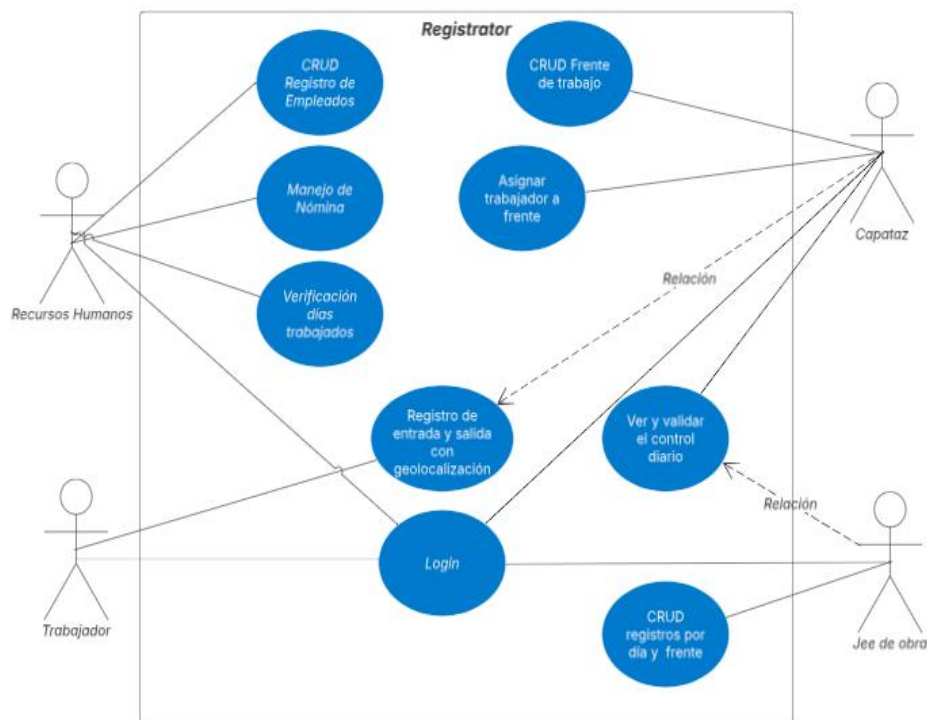 Registrator
CRUD
Registro de
Empleados
CRUD Frente
de trabajo
Manejo de
Nómina
Asignar
trabajador a
frente
Capataz
Relación
Verificación
días
trabajados
Recursos Humanos
Registro de
entrada y salida
con
geolocalización
Ver y validar
el control
diario
Relación
Login
Trabajador
CRUD
registros por
día y frente
Jee de obra